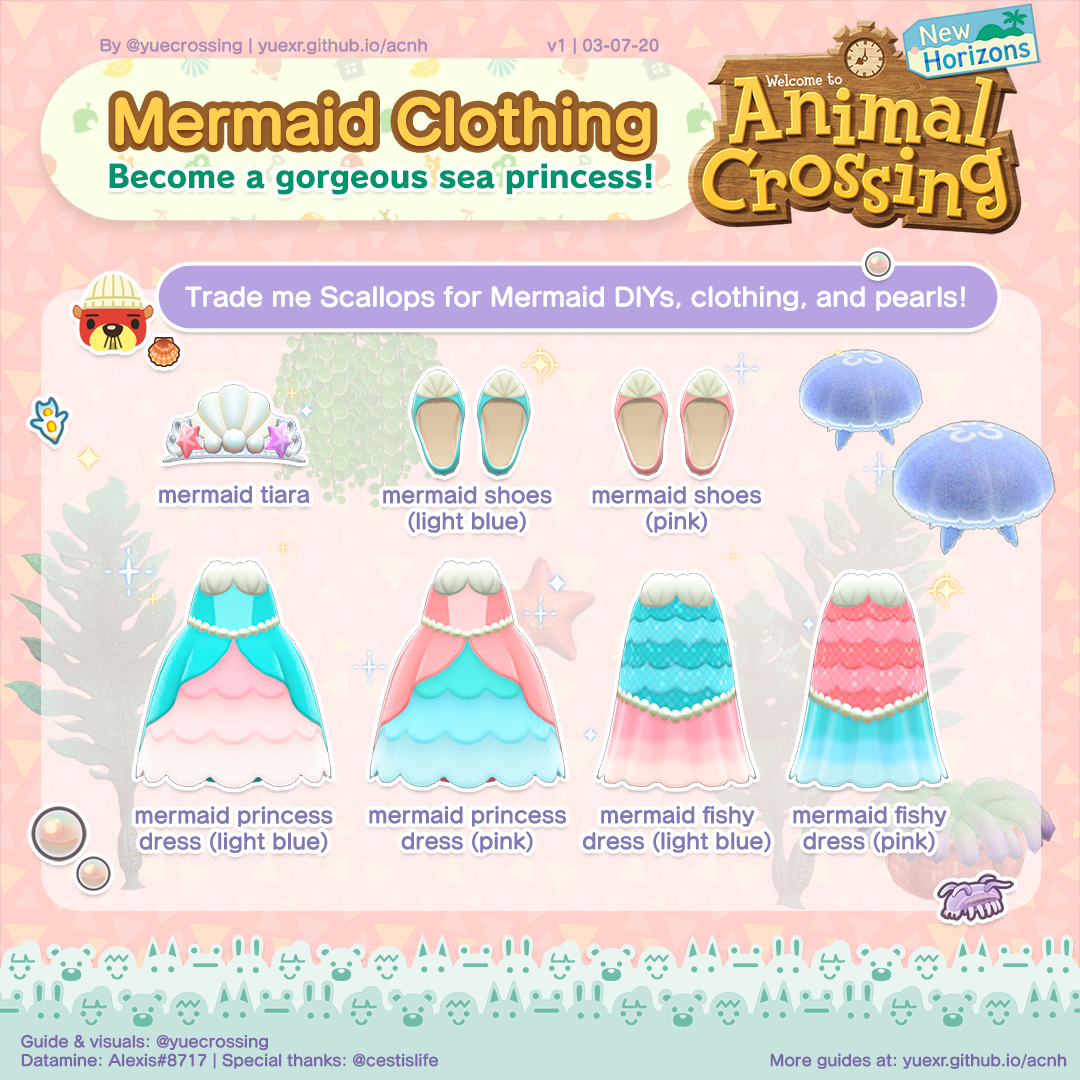 By @yuecrossing | yuexr.github.io/acnh
v1 | 03-07-20
New
Horizons
Welcome to
Animal
Crossing
Mermaid Clothing
Become a gorgeous sea princess!
Trade me Scallops for Mermaid DIYs, clothing, and pearls!
mermaid tiara
mermaid shoes
(light blue)
mermaid shoes
(pink)
mermaid princess
dress (light blue)
mermaid princess
dress (pink)
mermaid fishy
dress (light blue)
mermaid fishy
dress (pink)
Guide & visuals: @yuecrossing
Datamine: Alexis#8717 | Special thanks: @cestislife
More guides at: yuexr.github.io/acnh